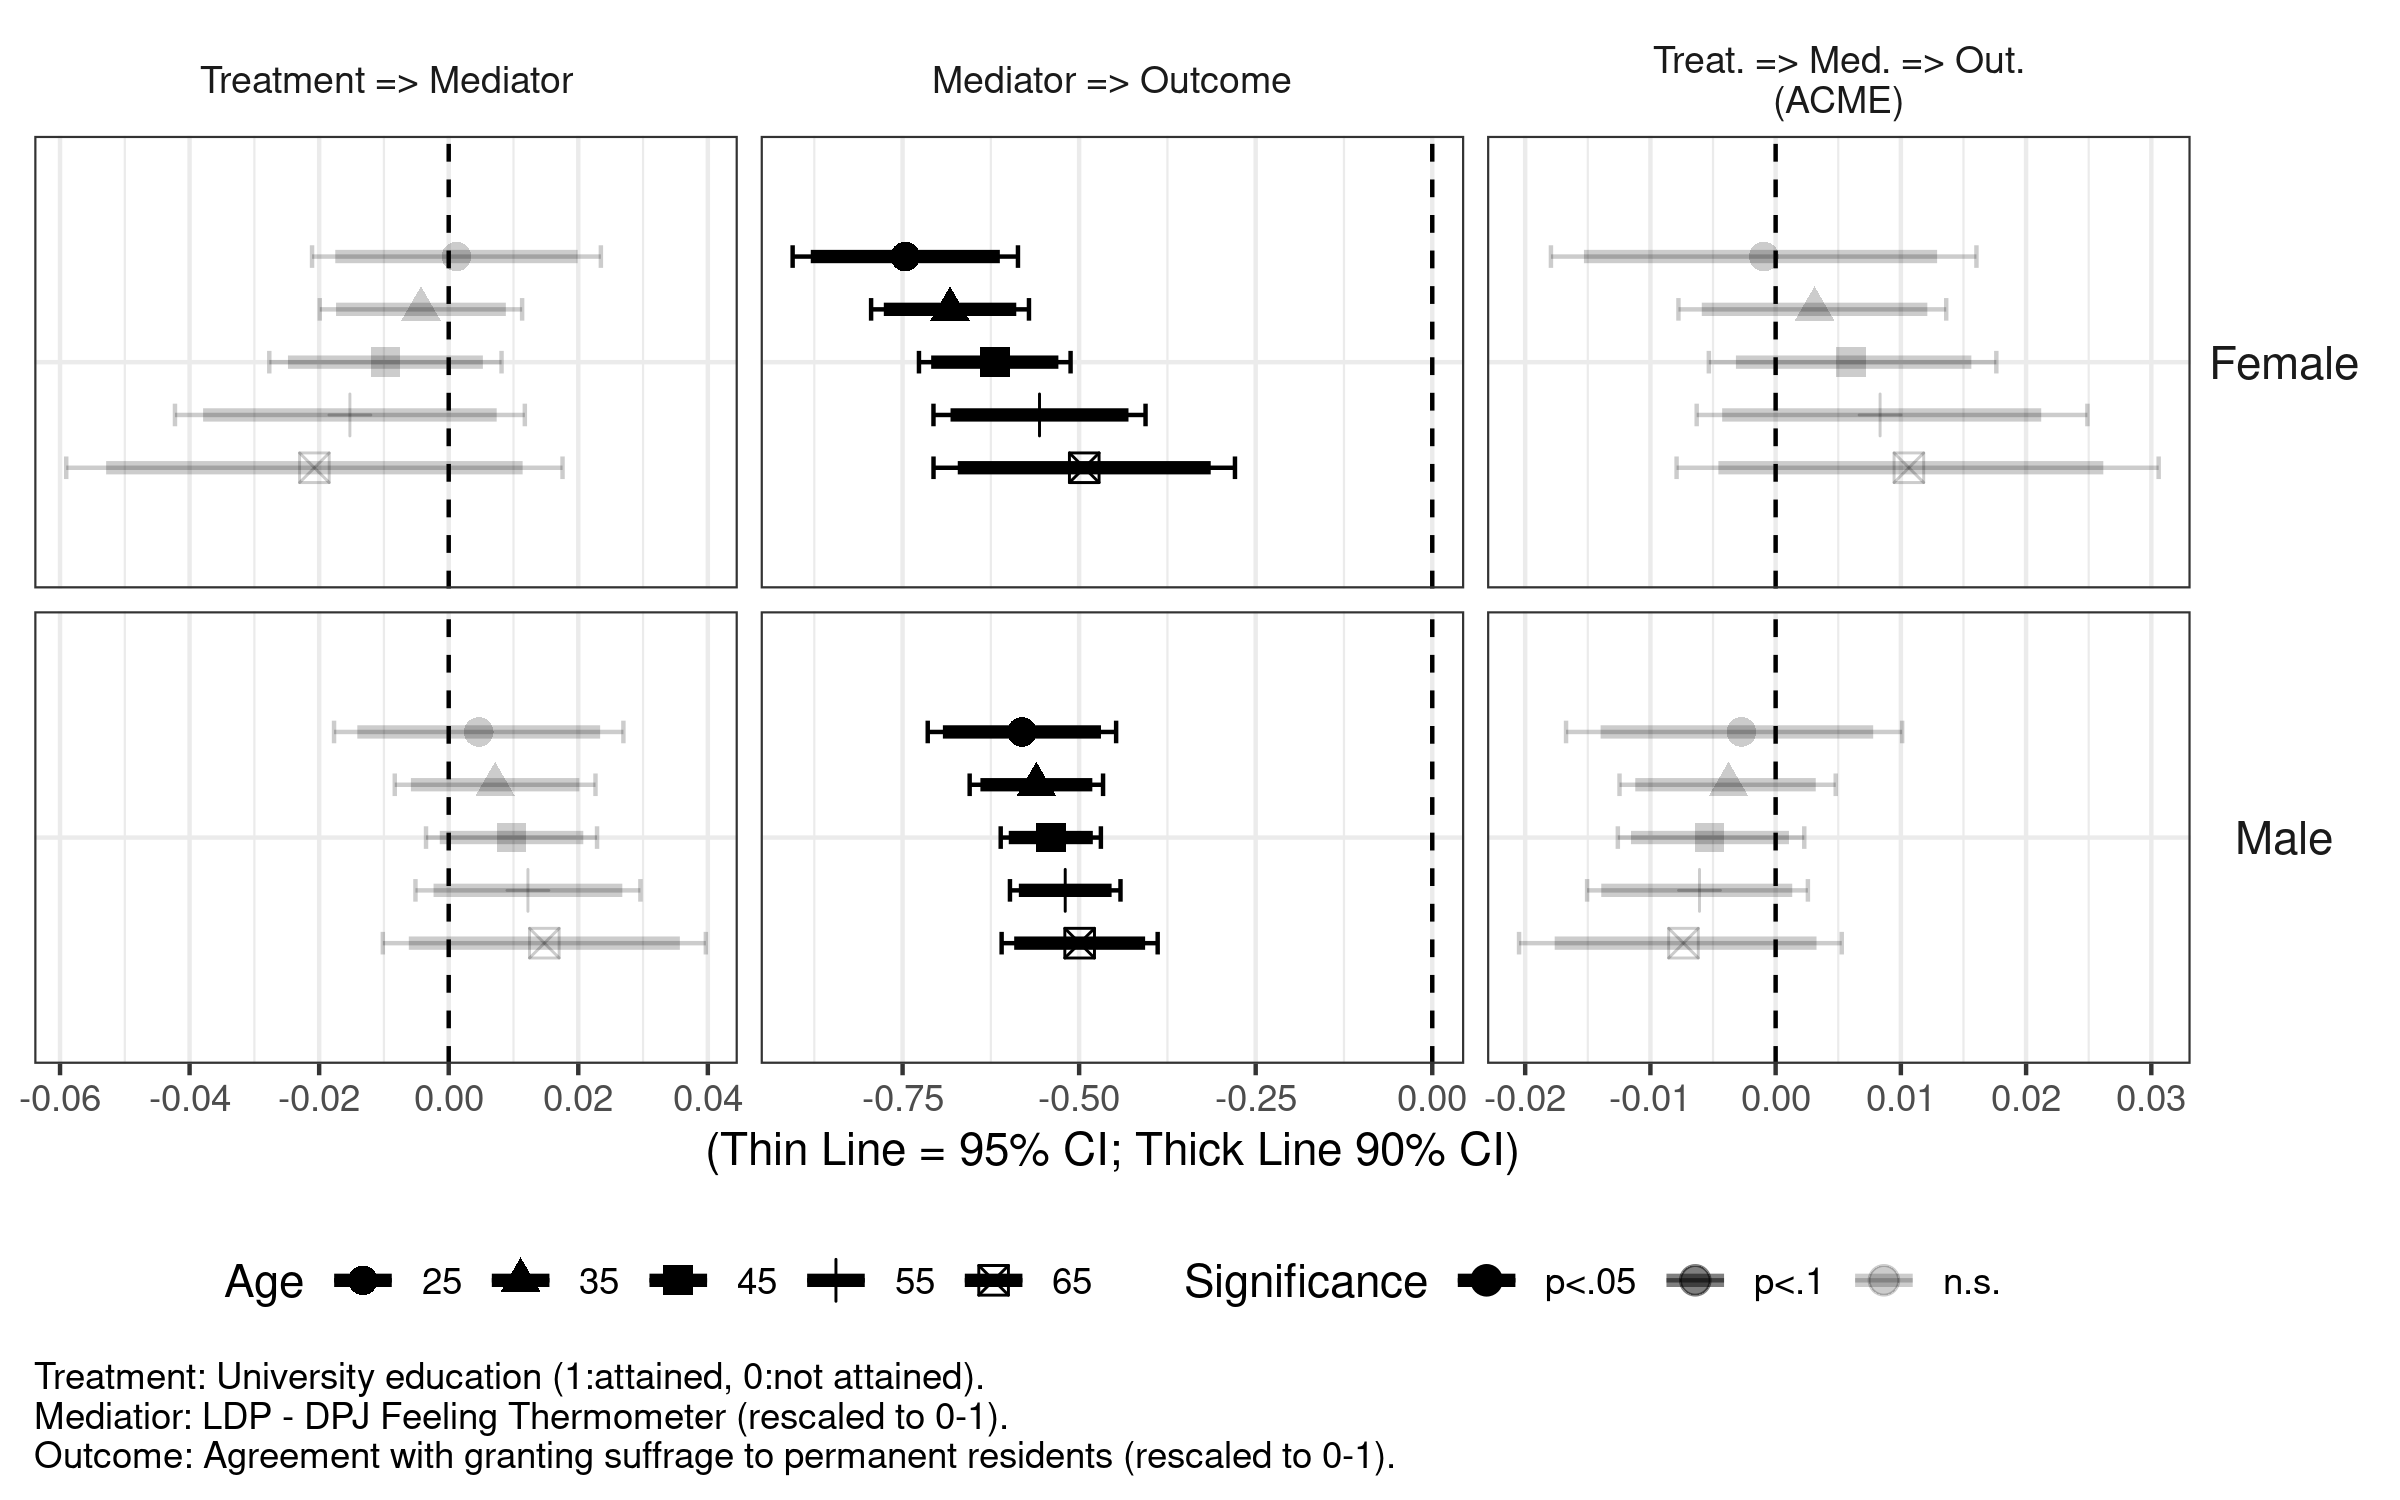 Treatment => Mediator
Mediator => Outcome
Treat. => Med. => Out.
(ACME)
Female
Male
-0.06 -0.04 -0.02 0.00 0.02 0.04
-0.75 -0.50 -0.25 0.00
-0.02 -0.01 0.00 0.01 0.02 0.03
(Thin Line = 95% CI; Thick Line 90% CI)
Age 25 35 45 55 65
Significance p<.05 p<.1 n.s.
Treatment: University education (1:attained, 0:not attained).
Mediatior: LDP - DPJ Feeling Thermometer (rescaled to 0-1).
Outcome: Agreement with granting suffrage to permanent residents (rescaled to 0-1).